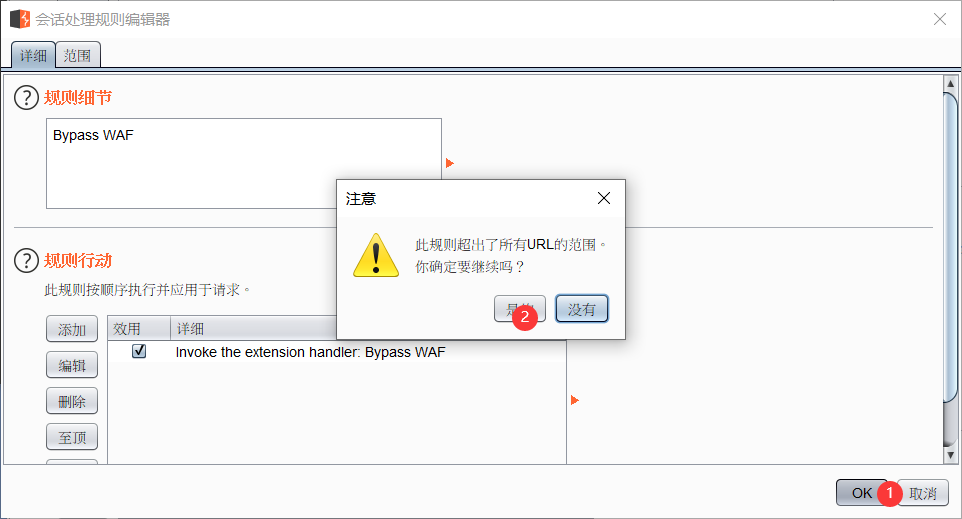 会话处理规则编辑器
详细 范围
? 规则细节
Bypass WAF
注意
此规则超出了所有URL的范围。
你确定要继续吗？
2 没有
? 规则行动
此规则按顺序执行并应用于请求。
添加
编辑
删除
至顶
效用 详细
Invoke the extension handler: Bypass WAF
OK 1 取消